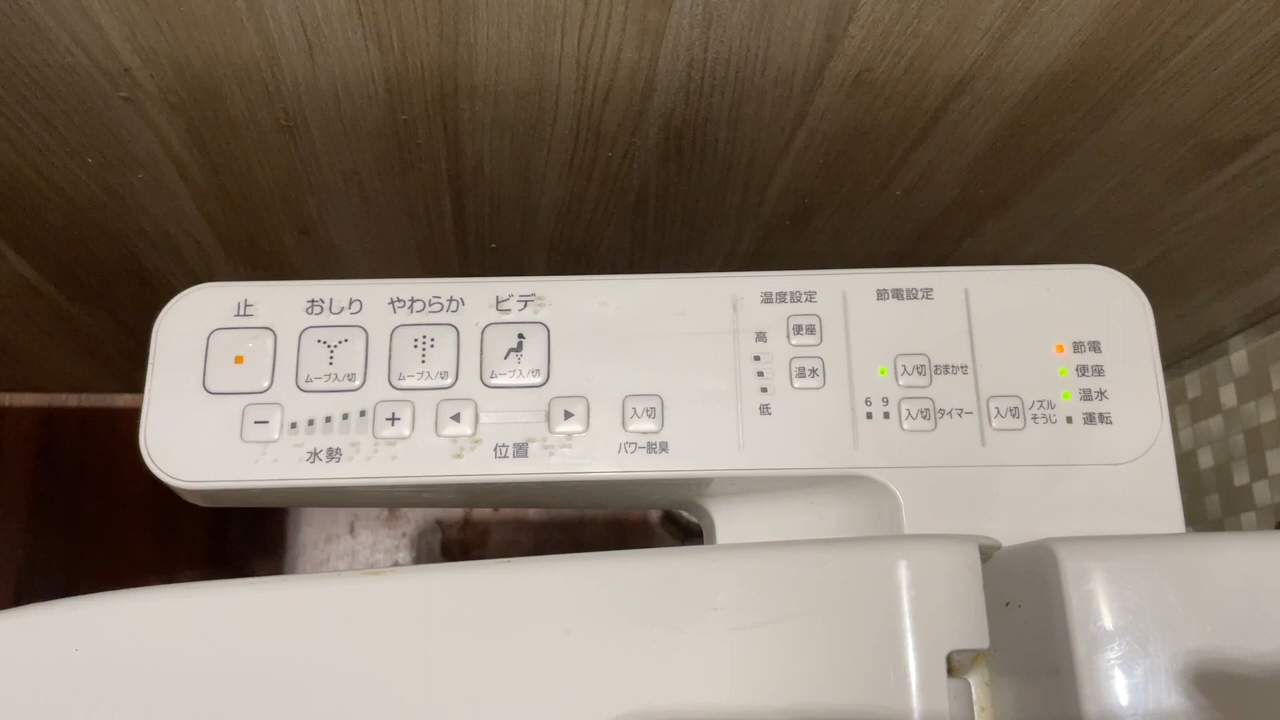 止 おしり やわらか ビデ
ムーブ入/切 ムーブ入/切 ムーブ入/切
− +
水勢 位置
入/切
パワー脱臭
温度設定
高 便座
温水
低
節電設定
入/切 おまかせ
6 9
入/切 タイマー
入/切 ノズル
そうじ
節電
便座
温水
運転